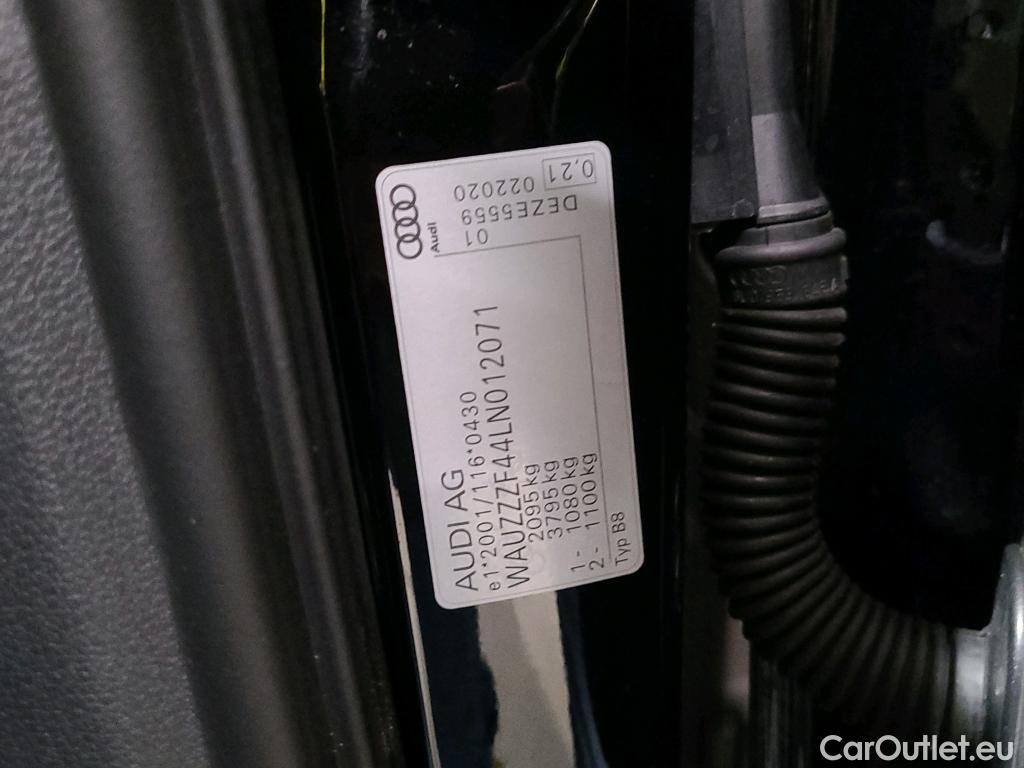 AUDI AG
e1*2001/116*0430
WAUZZZF44LN012071
2095 kg
3795 kg
1 - 1080 kg
2 - 1100 kg
Typ B8
Audi
01
DEZE5559
022020
0,21
CarOutlet.eu